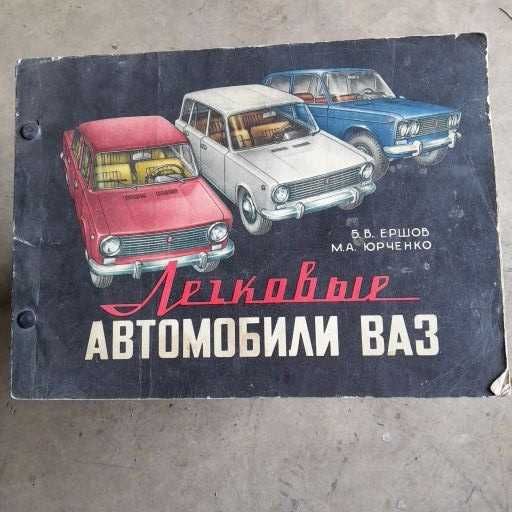 Б.В. ЕРШОВ
М.А. ЮРЧЕНКО
Легковые
АВТОМОБИЛИ ВАЗ